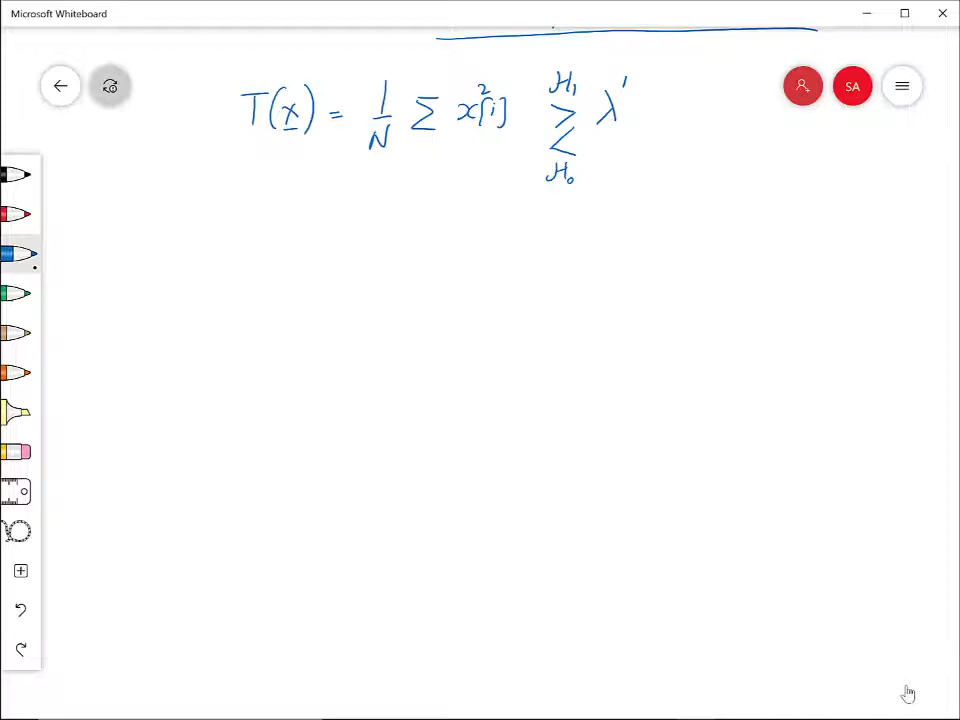 Microsoft Whiteboard
SA
T(x) = 1/N Σ x²[i] ≷ λ'
H₁
H₀